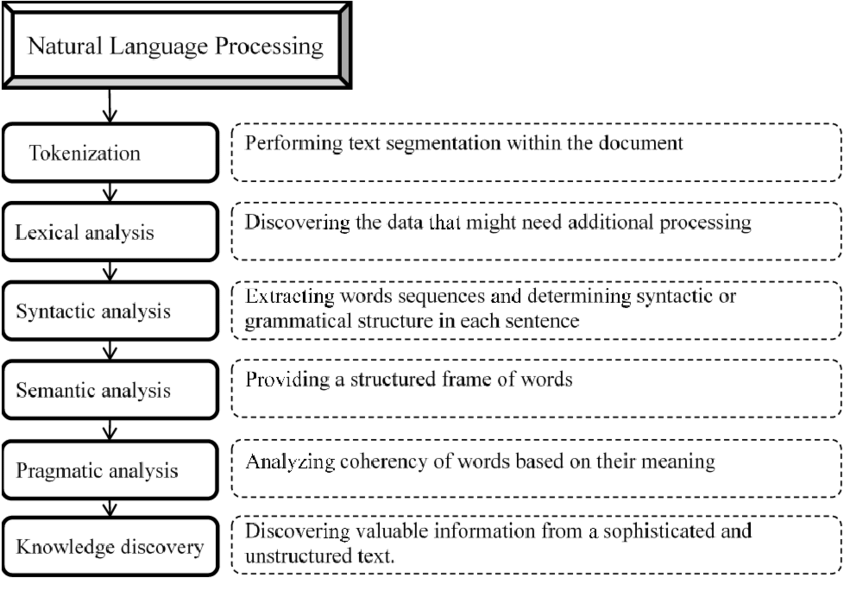 Natural Language Processing
Tokenization
Performing text segmentation within the document
Lexical analysis
Discovering the data that might need additional processing
Syntactic analysis
Extracting words sequences and determining syntactic or
grammatical structure in each sentence
Semantic analysis
Providing a structured frame of words
Pragmatic analysis
Analyzing coherency of words based on their meaning
Knowledge discovery
Discovering valuable information from a sophisticated and
unstructured text.